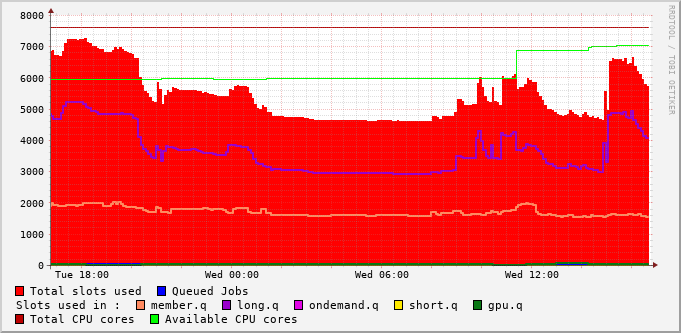 8000
7000
6000
5000
4000
3000
2000
1000
0
Tue 18:00 Wed 00:00 Wed 06:00 Wed 12:00
RRDTOOL / TOBI OETIKER
Total slots used Queued Jobs
Slots used in : member.q long.q ondemand.q short.q gpu.q
Total CPU cores Available CPU cores